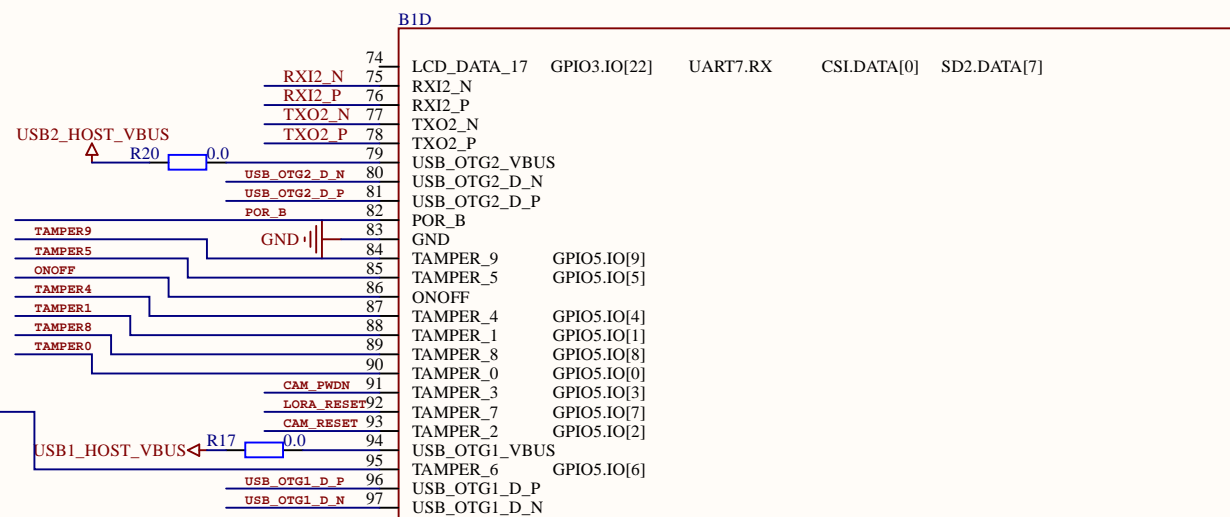 B1D
74 LCD_DATA_17 GPIO3.IO[22] UART7.RX CSI.DATA[0] SD2.DATA[7]
RXI2_N 75 RXI2_N
RXI2_P 76 RXI2_P
TXO2_N 77 TXO2_N
TXO2_P 78 TXO2_P
USB2_HOST_VBUS
R20 0.0 79 USB_OTG2_VBUS
USB_OTG2_D_N 80 USB_OTG2_D_N
USB_OTG2_D_P 81 USB_OTG2_D_P
POR_B 82 POR_B
TAMPER9 GND 83 GND
84 TAMPER_9 GPIO5.IO[9]
TAMPER5 85 TAMPER_5 GPIO5.IO[5]
ONOFF 86 ONOFF
TAMPER4 87 TAMPER_4 GPIO5.IO[4]
TAMPER1 88 TAMPER_1 GPIO5.IO[1]
TAMPER8 89 TAMPER_8 GPIO5.IO[8]
TAMPER0 90 TAMPER_0 GPIO5.IO[0]
CAM_PWDN 91 TAMPER_3 GPIO5.IO[3]
LORA_RESET 92 TAMPER_7 GPIO5.IO[7]
CAM_RESET 93 TAMPER_2 GPIO5.IO[2]
USB1_HOST_VBUS R17 0.0 94 USB_OTG1_VBUS
95 TAMPER_6 GPIO5.IO[6]
USB_OTG1_D_P 96 USB_OTG1_D_P
USB_OTG1_D_N 97 USB_OTG1_D_N